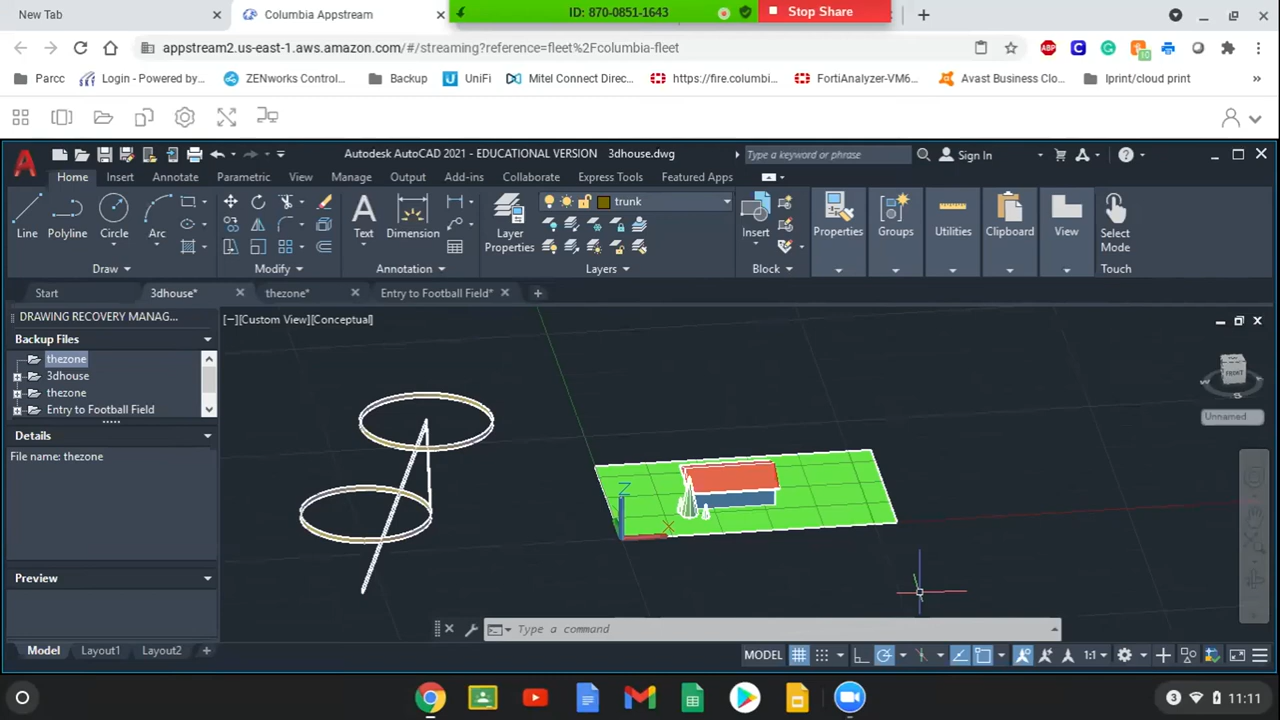 New Tab
Columbia Appstream
ID: 870-0851-1643
Stop Share
appstream2.us-east-1.aws.amazon.com/#/streaming?reference=fleet%2Fcolumbia-fleet
ABP
C
10
Parcc
Login - Powered by...
ZENworks Control...
Backup
UniFi
Mitel Connect Direc...
https://fire.columbi...
FortiAnalyzer-VM6...
Avast Business Clo...
Iprint/cloud print
»
Autodesk AutoCAD 2021 - EDUCATIONAL VERSION 3dhouse.dwg
Type a keyword or phrase
Sign In
Home
Insert
Annotate
Parametric
View
Manage
Output
Add-ins
Collaborate
Express Tools
Featured Apps
trunk
Line
Polyline
Circle
Arc
Text
Dimension
Layer
Properties
Insert
Properties
Groups
Utilities
Clipboard
View
Select
Mode
Draw
Modify
Annotation
Layers
Block
Touch
Start
3dhouse*
thezone*
Entry to Football Field*
DRAWING RECOVERY MANAG...
[−][Custom View][Conceptual]
Backup Files
thezone
3dhouse
thezone
Entry to Football Field
FRONT
W
S
Unnamed
Details
File name: thezone
Z
X
Preview
Type a command
Model
Layout1
Layout2
MODEL
1:1
3
11:11